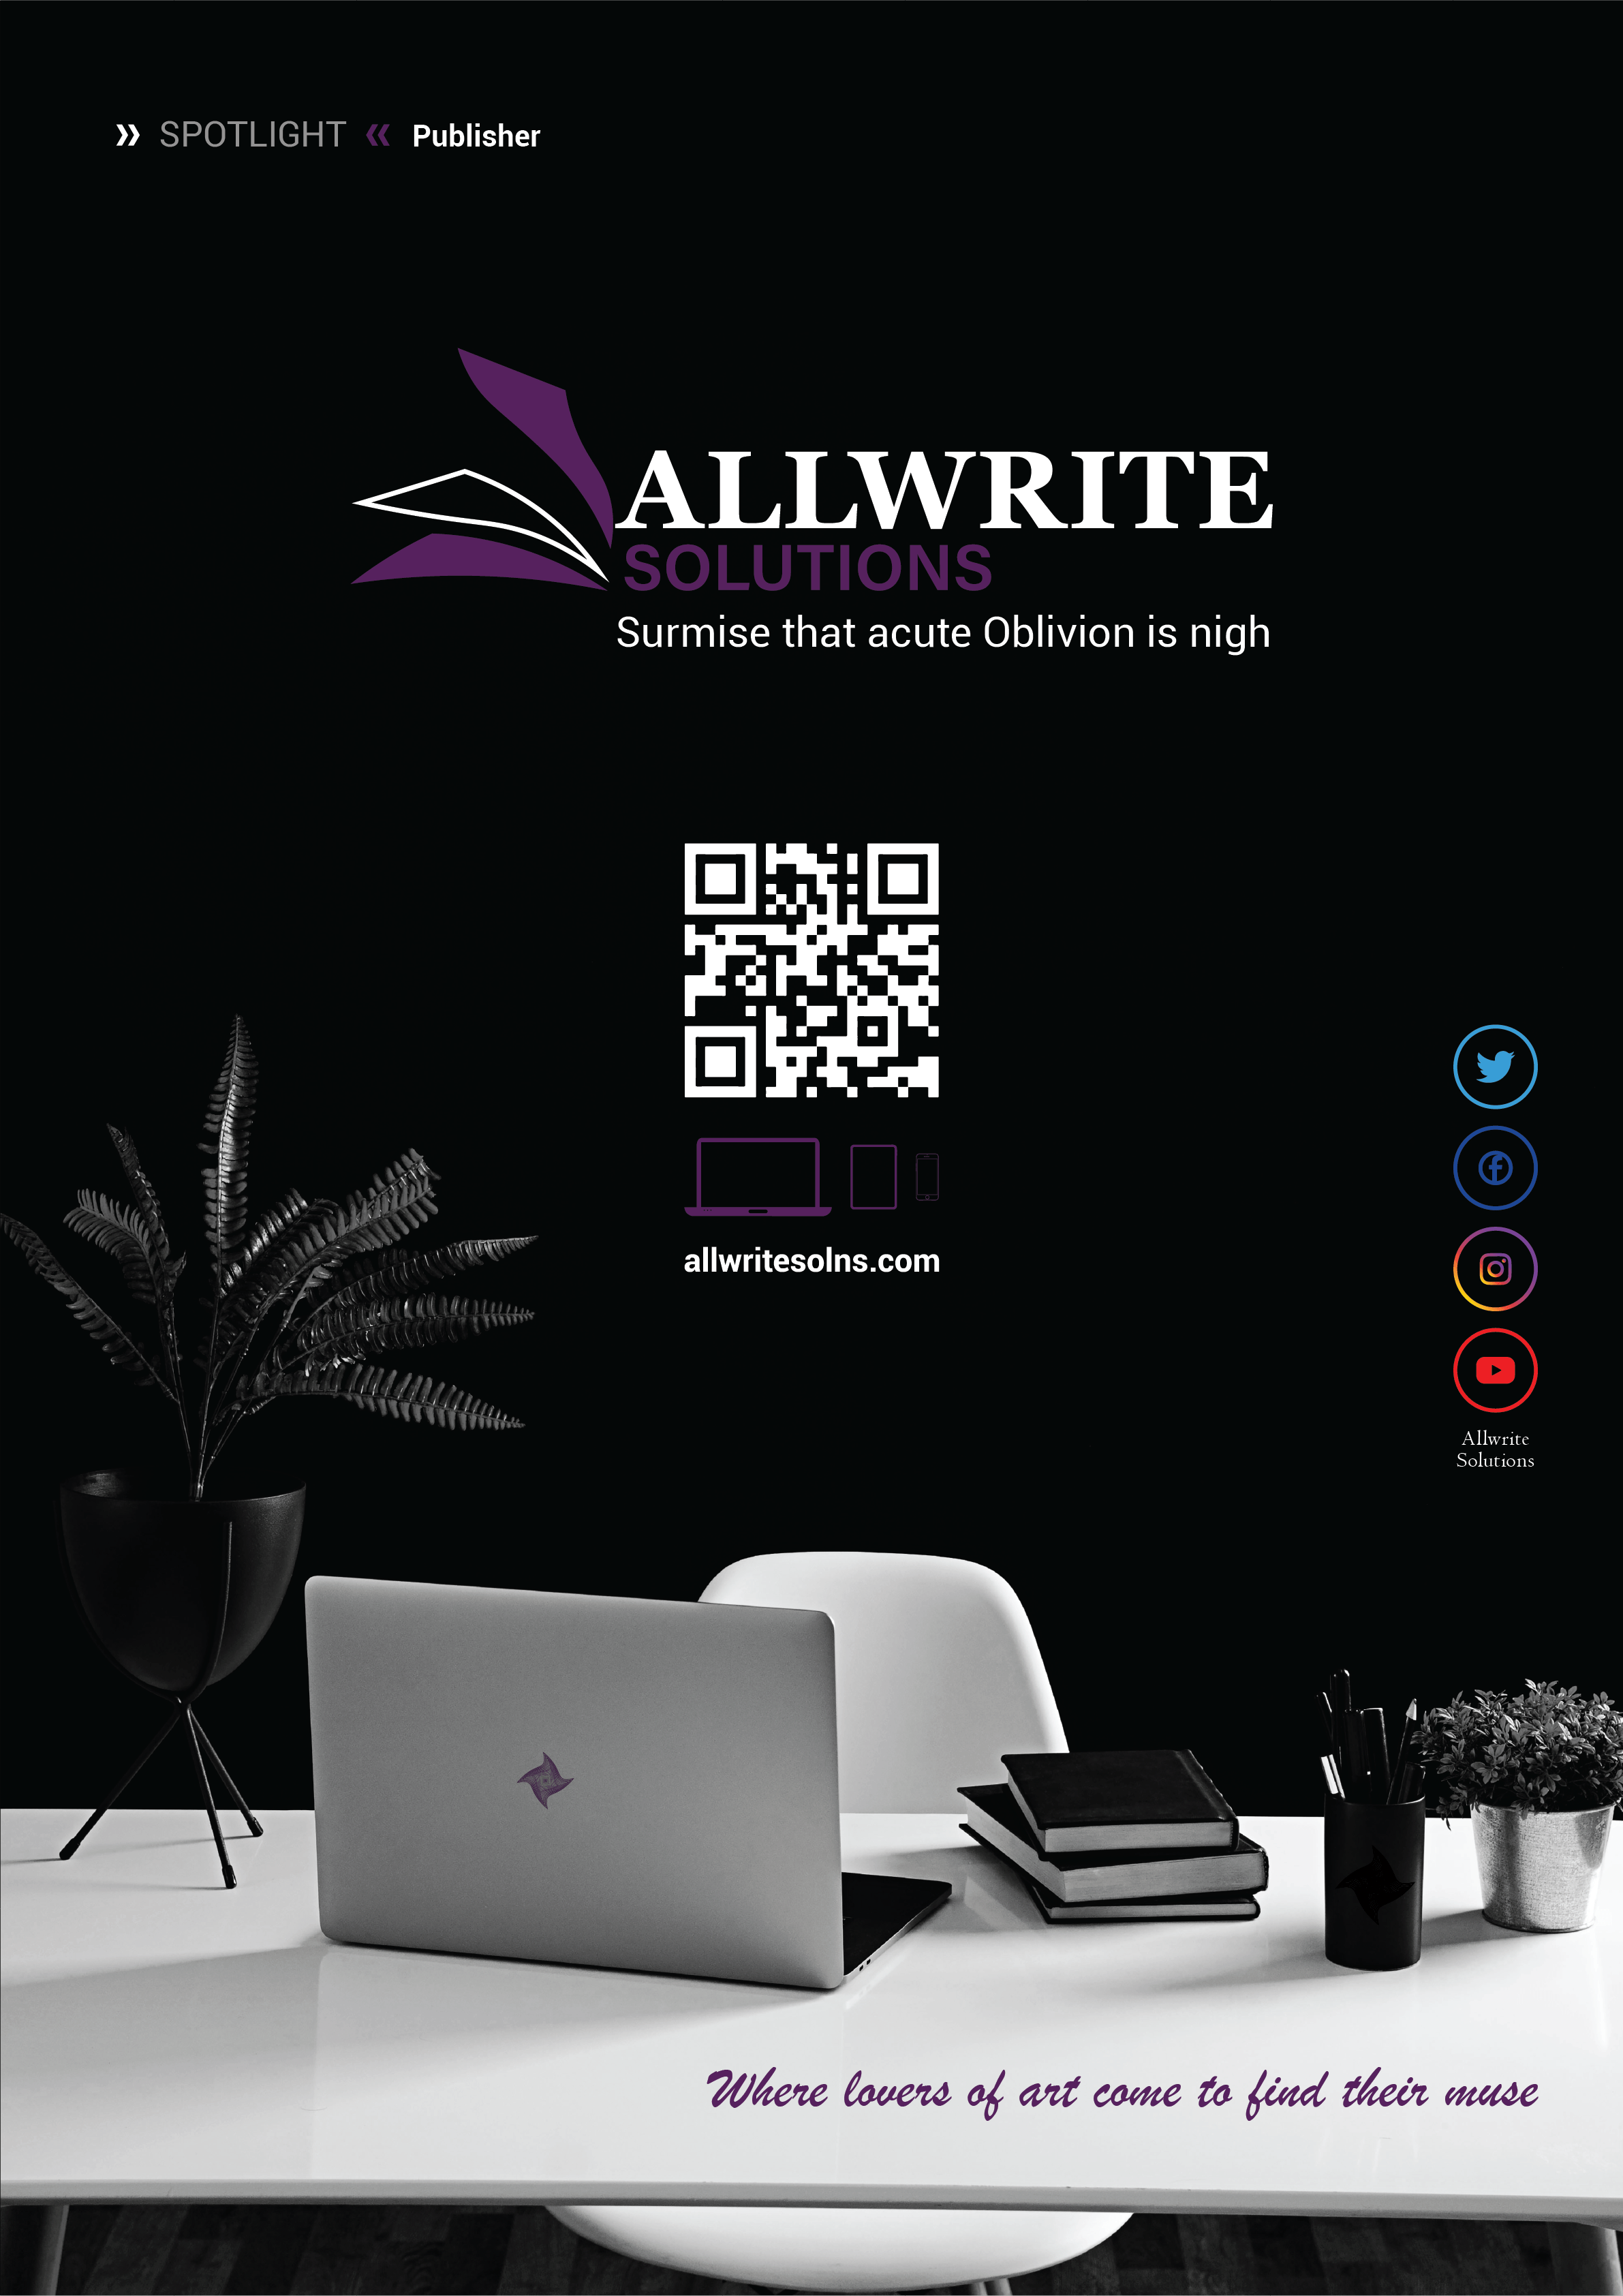 » SPOTLIGHT « Publisher
ALLWRITE
SOLUTIONS
Surmise that acute Oblivion is nigh
allwritesolns.com
Allwrite
Solutions
Where lovers of art come to find their muse